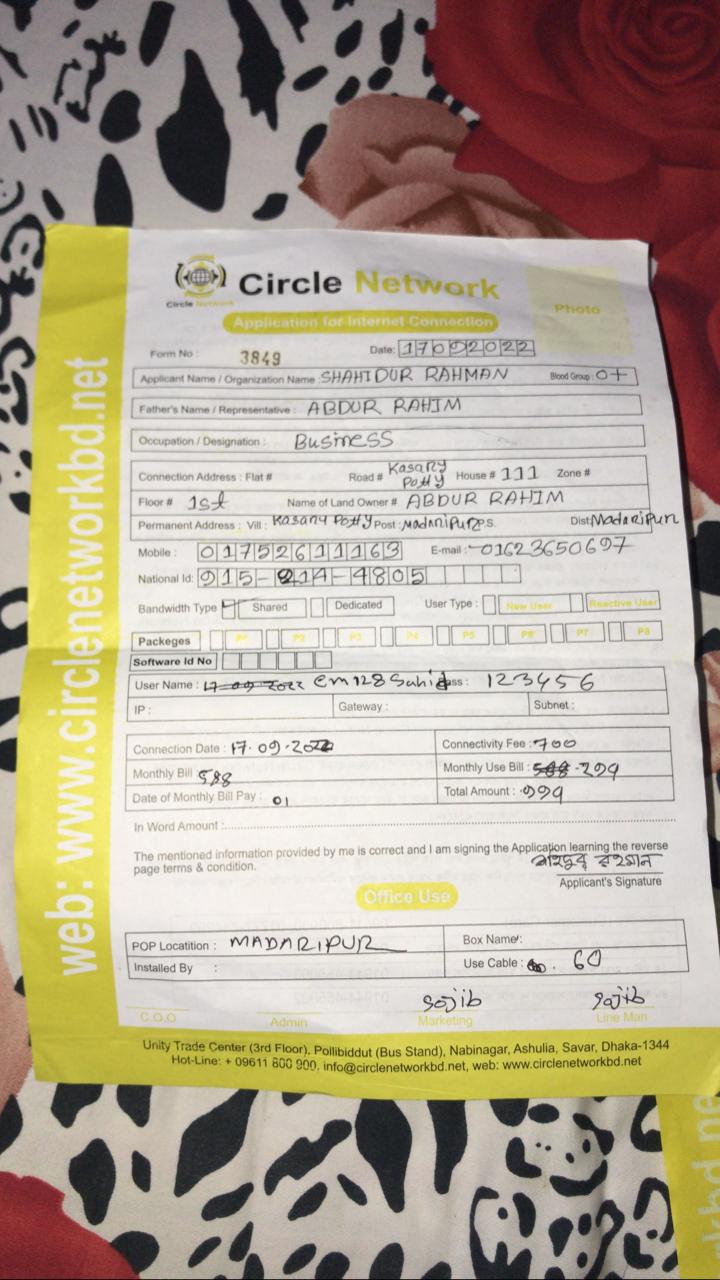 Circle Network
Circle Network
Photo
Application for Internet Connection
Form No : 3849 Date: 17092022
Applicant Name / Organization Name : SHAHIDUR RAHMAN Blood Group : O+
Father's Name / Representative : ABDUR RAHIM
Occupation / Designation : Business
Connection Address : Flat # Road # Kasary Potty House # 111 Zone #
Floor # 1st Name of Land Owner # ABDUR RAHIM
Permanent Address : Vill : Kasary Potty Post : Madaripur P.S. Dist Madaripur
Mobile : 01752611163 E-mail : 01623650697
National Id: 915-214-4805
Bandwidth Type Shared Dedicated User Type : New User Reactive User
Packeges P1 P2 P3 P4 P5 P6 P7 P8
Software Id No
User Name : 17-09-2022 cm128Sahid Pass : 123456
IP : Gateway : Subnet :
Connection Date : 17.09.2022 Connectivity Fee : 700
Monthly Bill 588 Monthly Use Bill : 588 - 299
Date of Monthly Bill Pay : 01 Total Amount : 999
In Word Amount :
The mentioned information provided by me is correct and I am signing the Application learning the reverse
page terms & condition.
রহমান
Applicant's Signature
Office Use
POP Locatition : MADARIPUR Box Name :
Installed By : Use Cable : 60
Sojib Sojib
C.O.O Admin Marketing Line Man
Unity Trade Center (3rd Floor), Pollibiddut (Bus Stand), Nabinagar, Ashulia, Savar, Dhaka-1344
Hot-Line: + 09611 800 900, info@circlenetworkbd.net, web: www.circlenetworkbd.net
web: www.circlenetworkbd.net